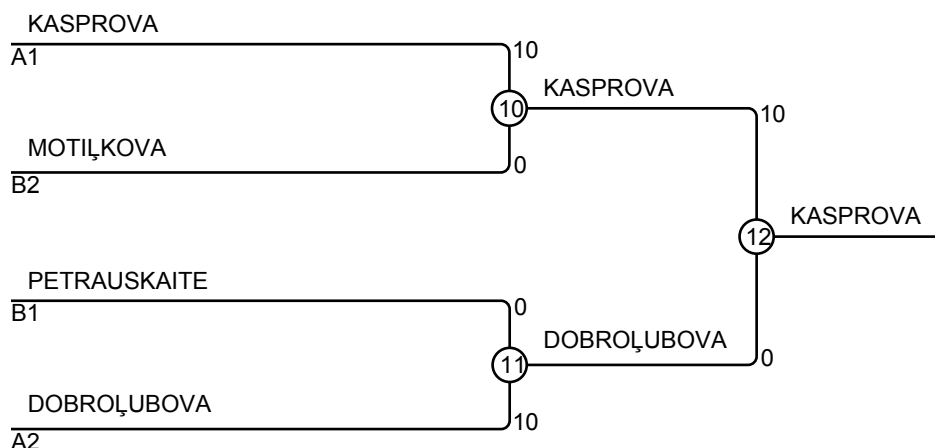 KASPROVA
A1
10
10
KASPROVA
10
MOTIĻKOVA
B2
0
12
KASPROVA
PETRAUSKAITE
B1
0
11
DOBROĻUBOVA
0
DOBROĻUBOVA
A2
10